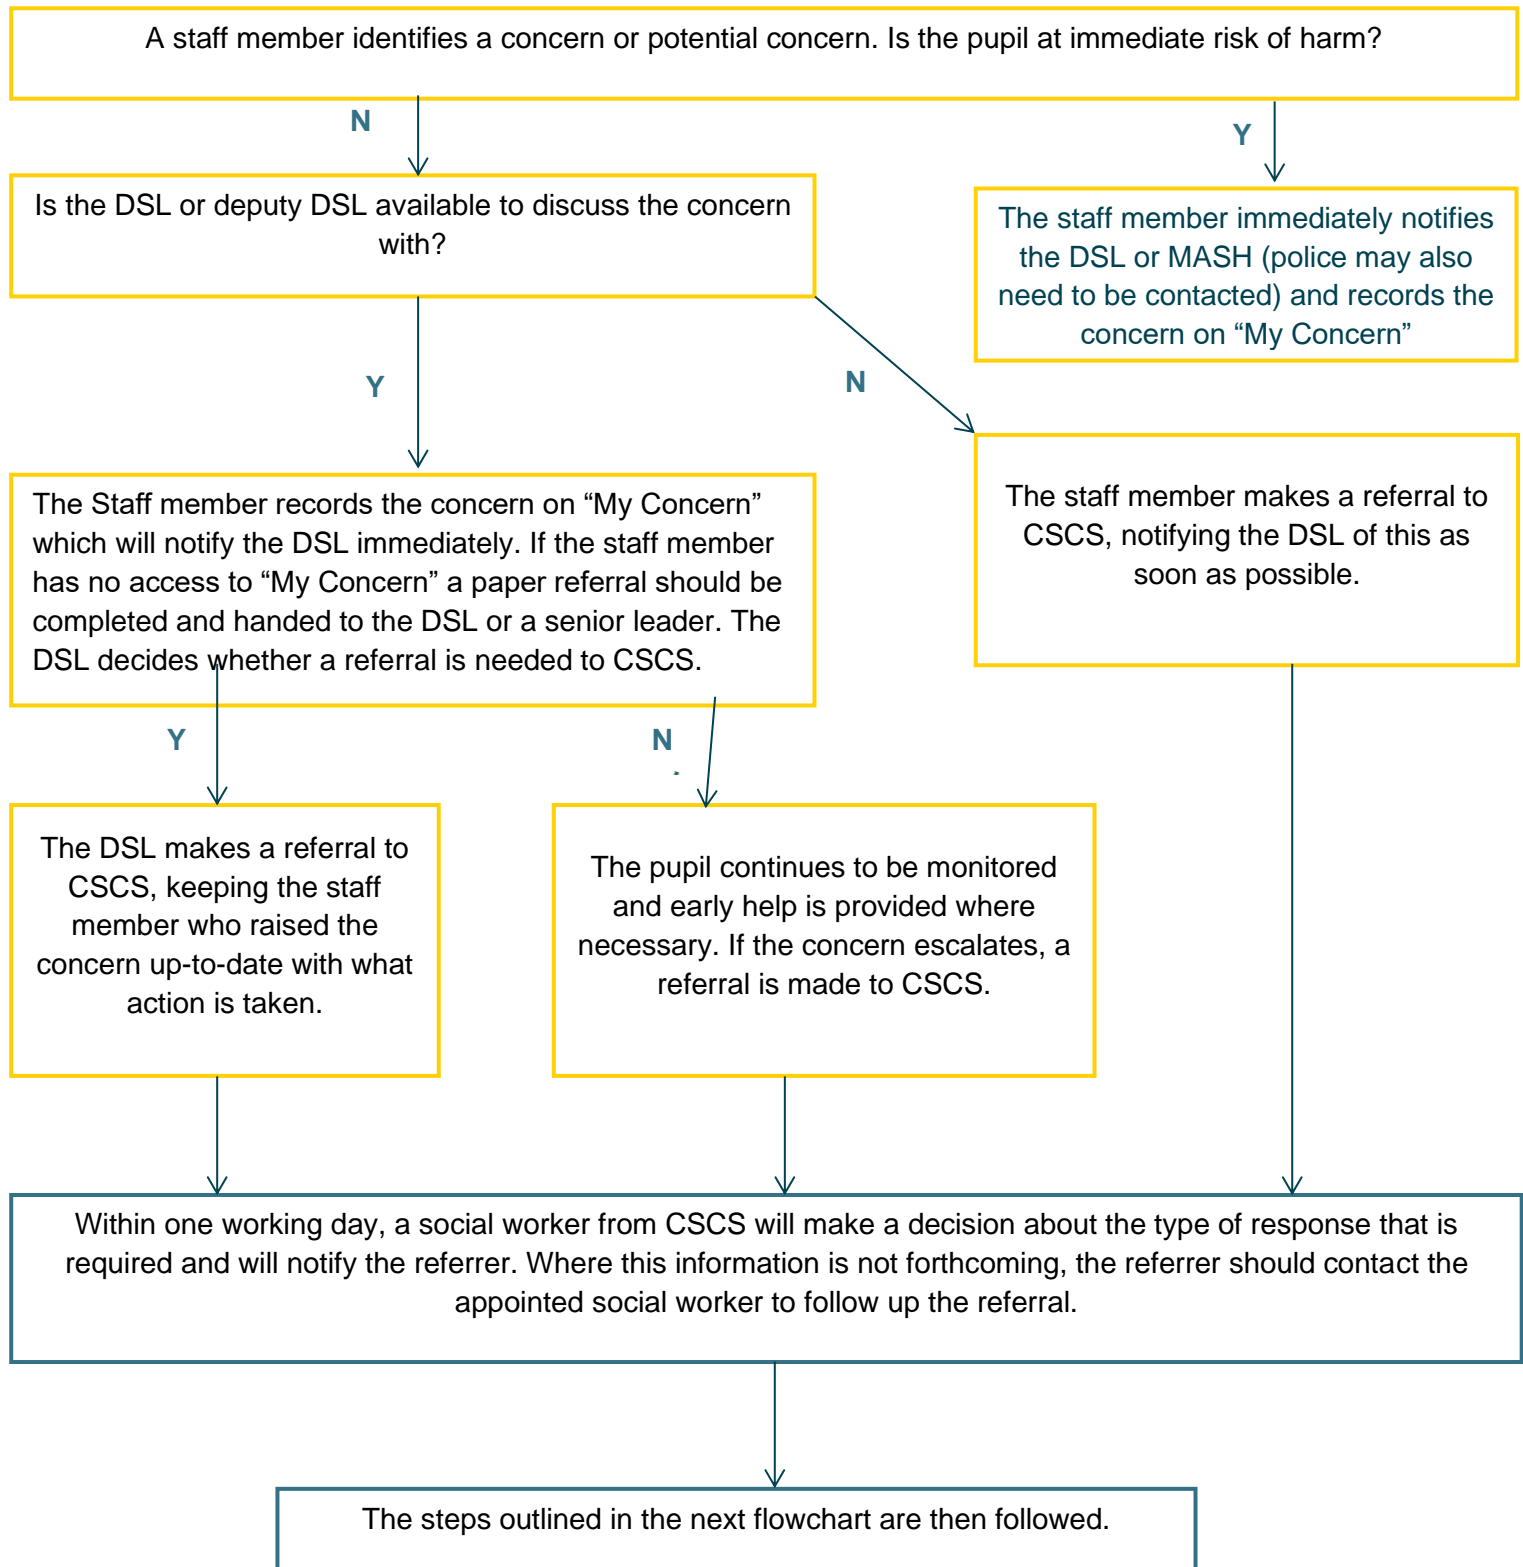 A staff member identifies a concern or potential concern. Is the pupil at immediate risk of harm?
N
Y
Is the DSL or deputy DSL available to discuss the concern
with?
The staff member immediately notifies
the DSL or MASH (police may also
need to be contacted) and records the
concern on “My Concern”
Y
N
The Staff member records the concern on “My Concern”
which will notify the DSL immediately. If the staff member
has no access to “My Concern” a paper referral should be
completed and handed to the DSL or a senior leader. The
DSL decides whether a referral is needed to CSCS.
The staff member makes a referral to
CSCS, notifying the DSL of this as
soon as possible.
Y
N
The DSL makes a referral to
CSCS, keeping the staff
member who raised the
concern up-to-date with what
action is taken.
The pupil continues to be monitored
and early help is provided where
necessary. If the concern escalates, a
referral is made to CSCS.
Within one working day, a social worker from CSCS will make a decision about the type of response that is
required and will notify the referrer. Where this information is not forthcoming, the referrer should contact the
appointed social worker to follow up the referral.
The steps outlined in the next flowchart are then followed.